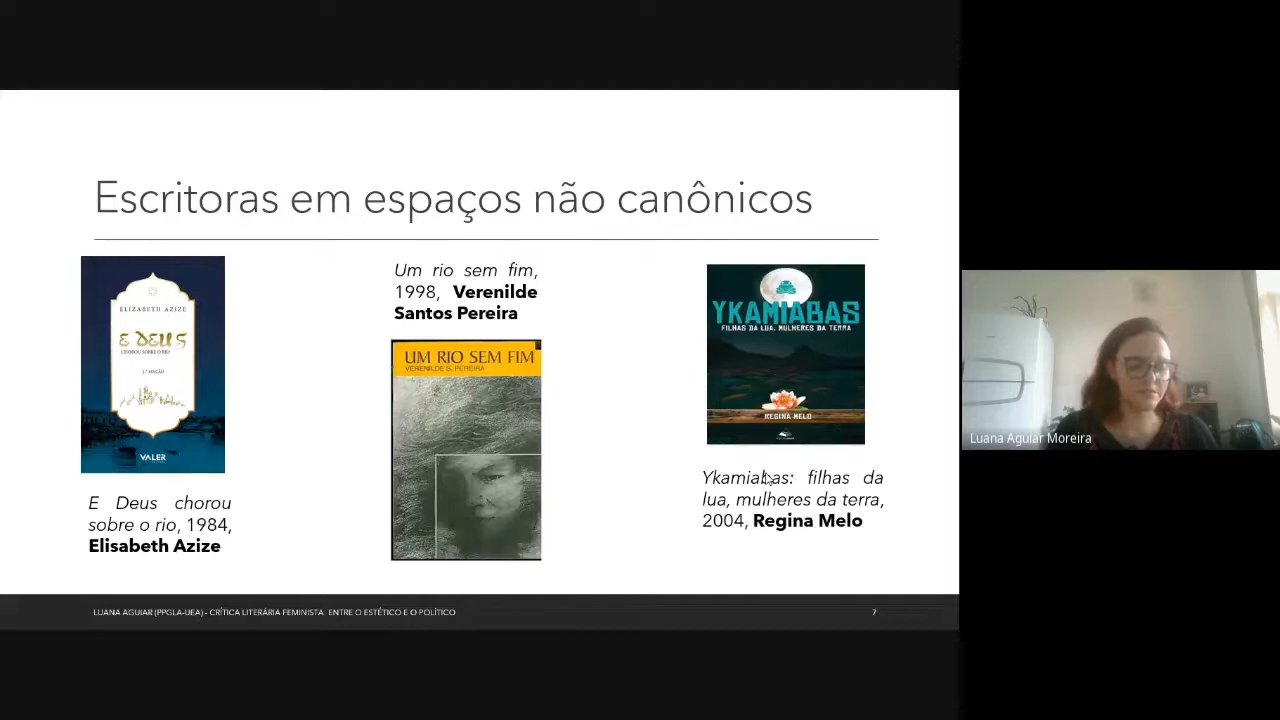 Escritoras em espaços não canônicos
ELIZABETH AZIZE
E DEUS
CHOROU SOBRE O RIO
3.ª EDIÇÃO
VALER
E Deus chorou
sobre o rio, 1984,
Elisabeth Azize
Um rio sem fim,
1998, Verenilde
Santos Pereira
UM RIO SEM FIM
VERENILDE S. PEREIRA
YKAMIABAS
FILHAS DA LUA, MULHERES DA TERRA
REGINA MELO
Ykamiabas: filhas da
lua, mulheres da terra,
2004, Regina Melo
LUANA AGUIAR (PPGLA-UEA) - CRÍTICA LITERÁRIA FEMINISTA: ENTRE O ESTÉTICO E O POLÍTICO
7
Luana Aguiar Moreira